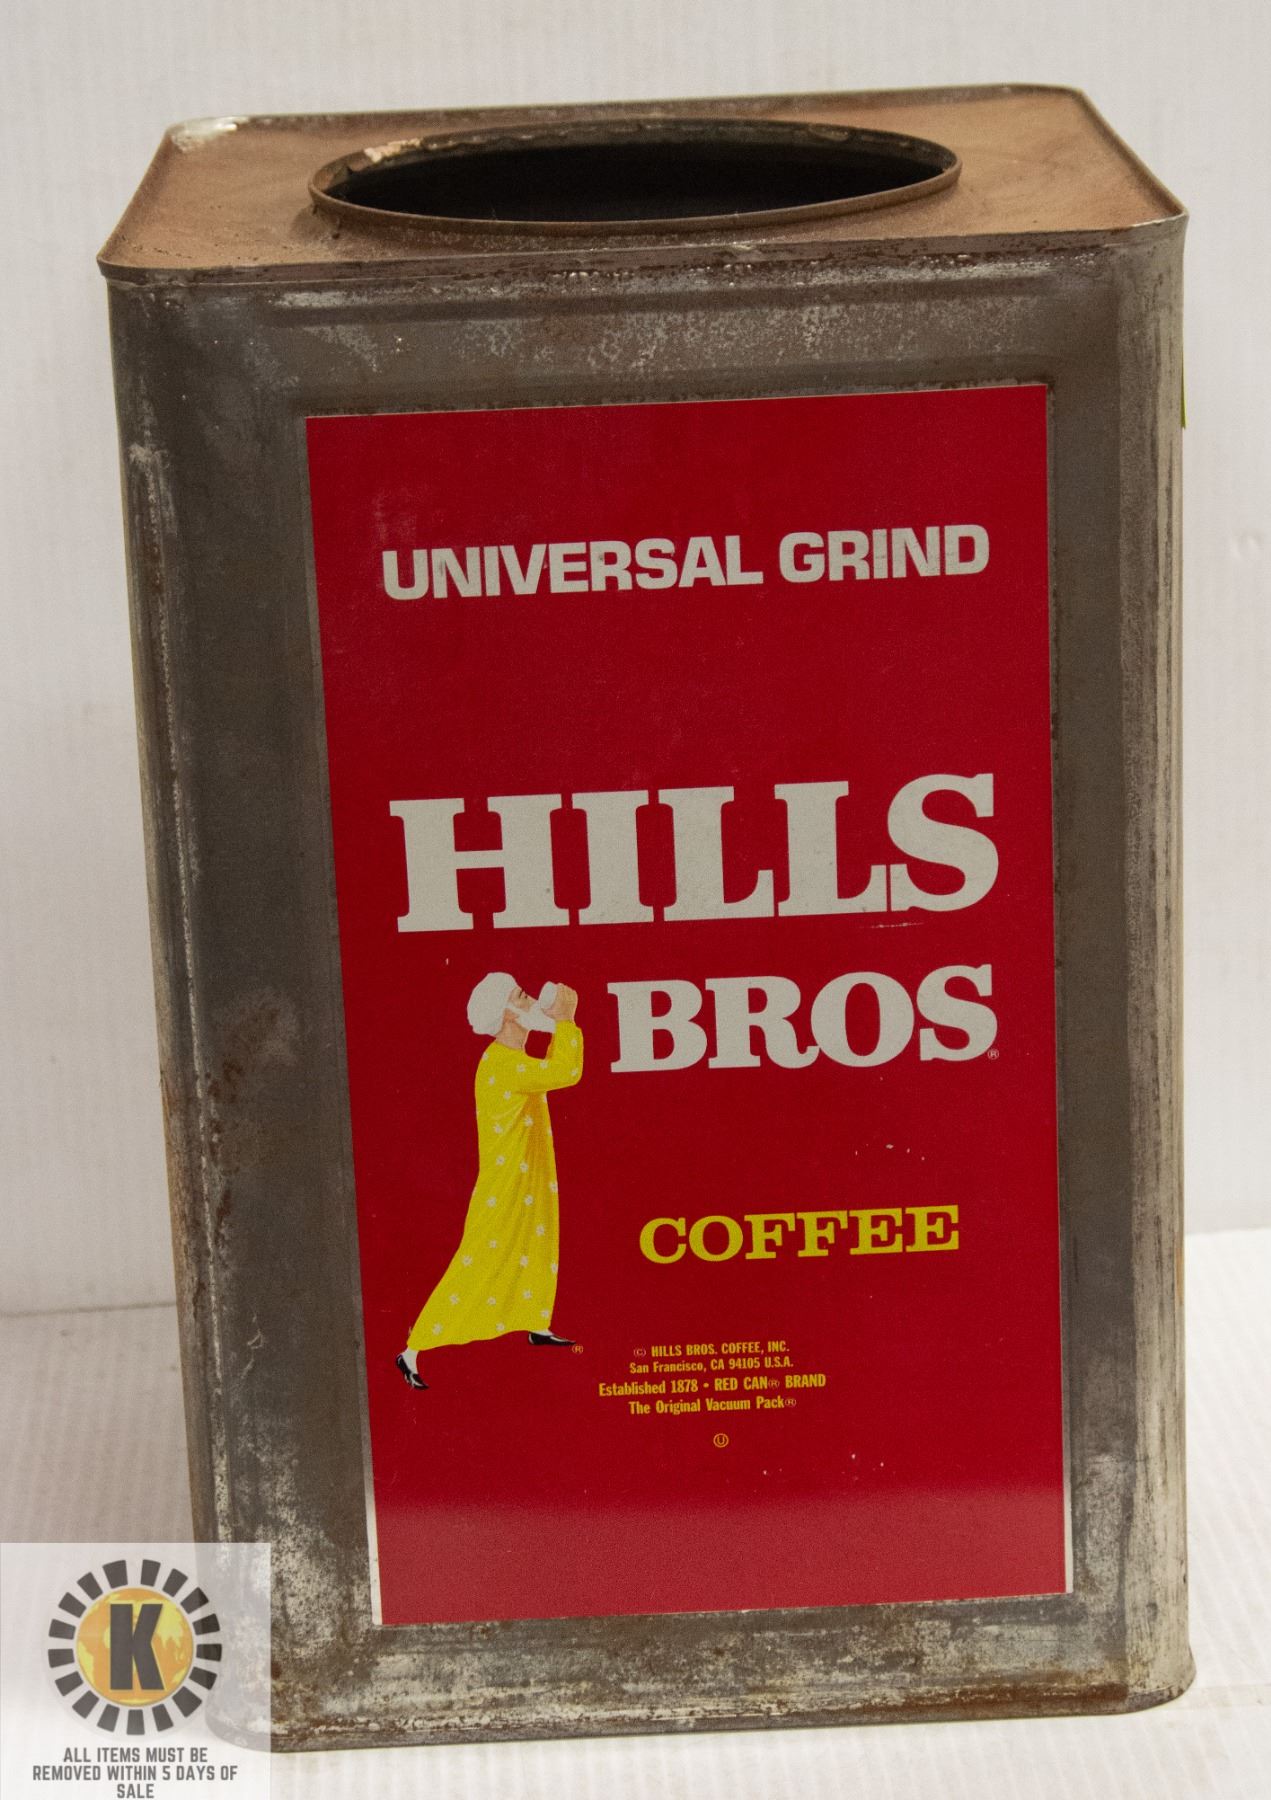 UNIVERSAL GRIND
HILLS
BROS®
COFFEE
®
© HILLS BROS. COFFEE, INC.
San Francisco, CA 94105 U.S.A.
Established 1878 • RED CAN® BRAND
The Original Vacuum Pack®
Ⓤ
K
ALL ITEMS MUST BE
REMOVED WITHIN 5 DAYS OF
SALE